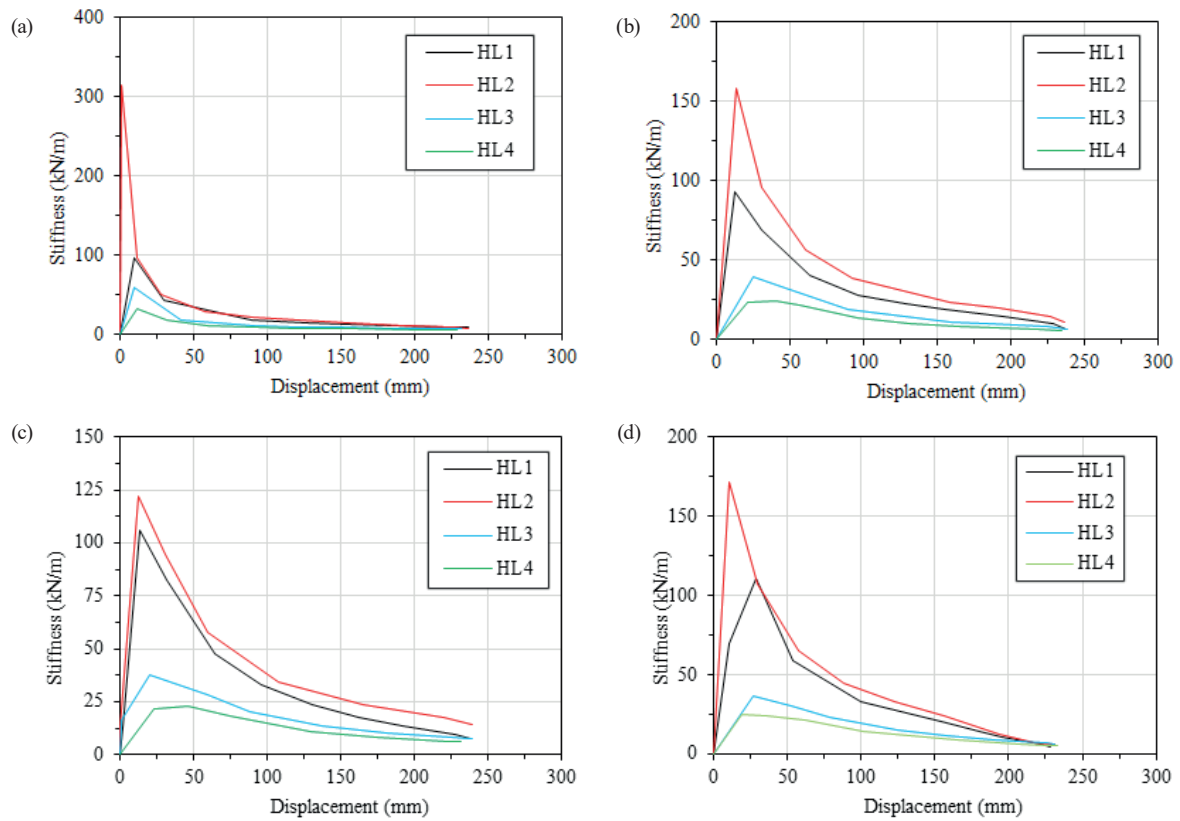 (a)
400
300
200
100
0
Stiffness (kN/m)
HL1
HL2
HL3
HL4
0 50 100 150 200 250 300
Displacement (mm)
(b)
200
150
100
50
0
Stiffness (kN/m)
HL1
HL2
HL3
HL4
0 50 100 150 200 250 300
Displacement (mm)
(c)
150
125
100
75
50
25
0
Stiffness (kN/m)
HL1
HL2
HL3
HL4
0 50 100 150 200 250 300
Displacement (mm)
(d)
200
150
100
50
0
Stiffness (kN/m)
HL1
HL2
HL3
HL4
0 50 100 150 200 250 300
Displacement (mm)